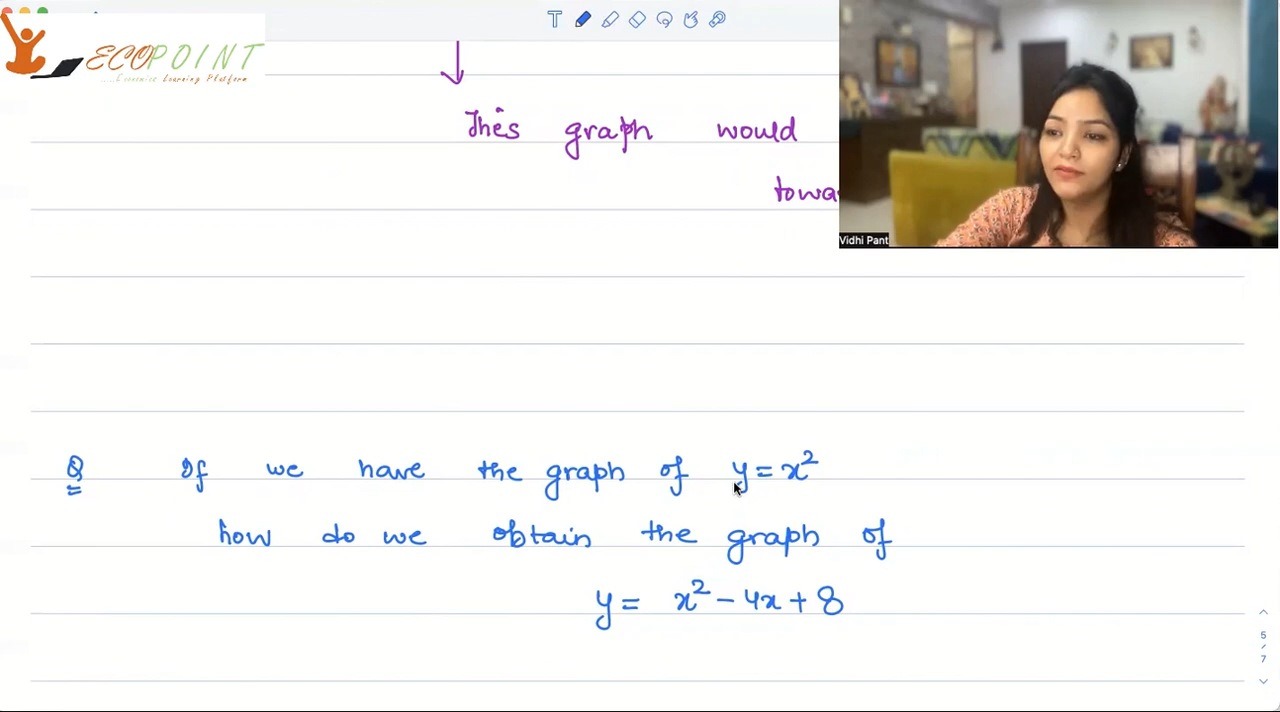 ECOPOINT
.....Economics Learning Platform
This graph would
towa
Vidhi Pant
Q If we have the graph of y = x²
how do we obtain the graph of
y = x² - 4x + 8
5
7